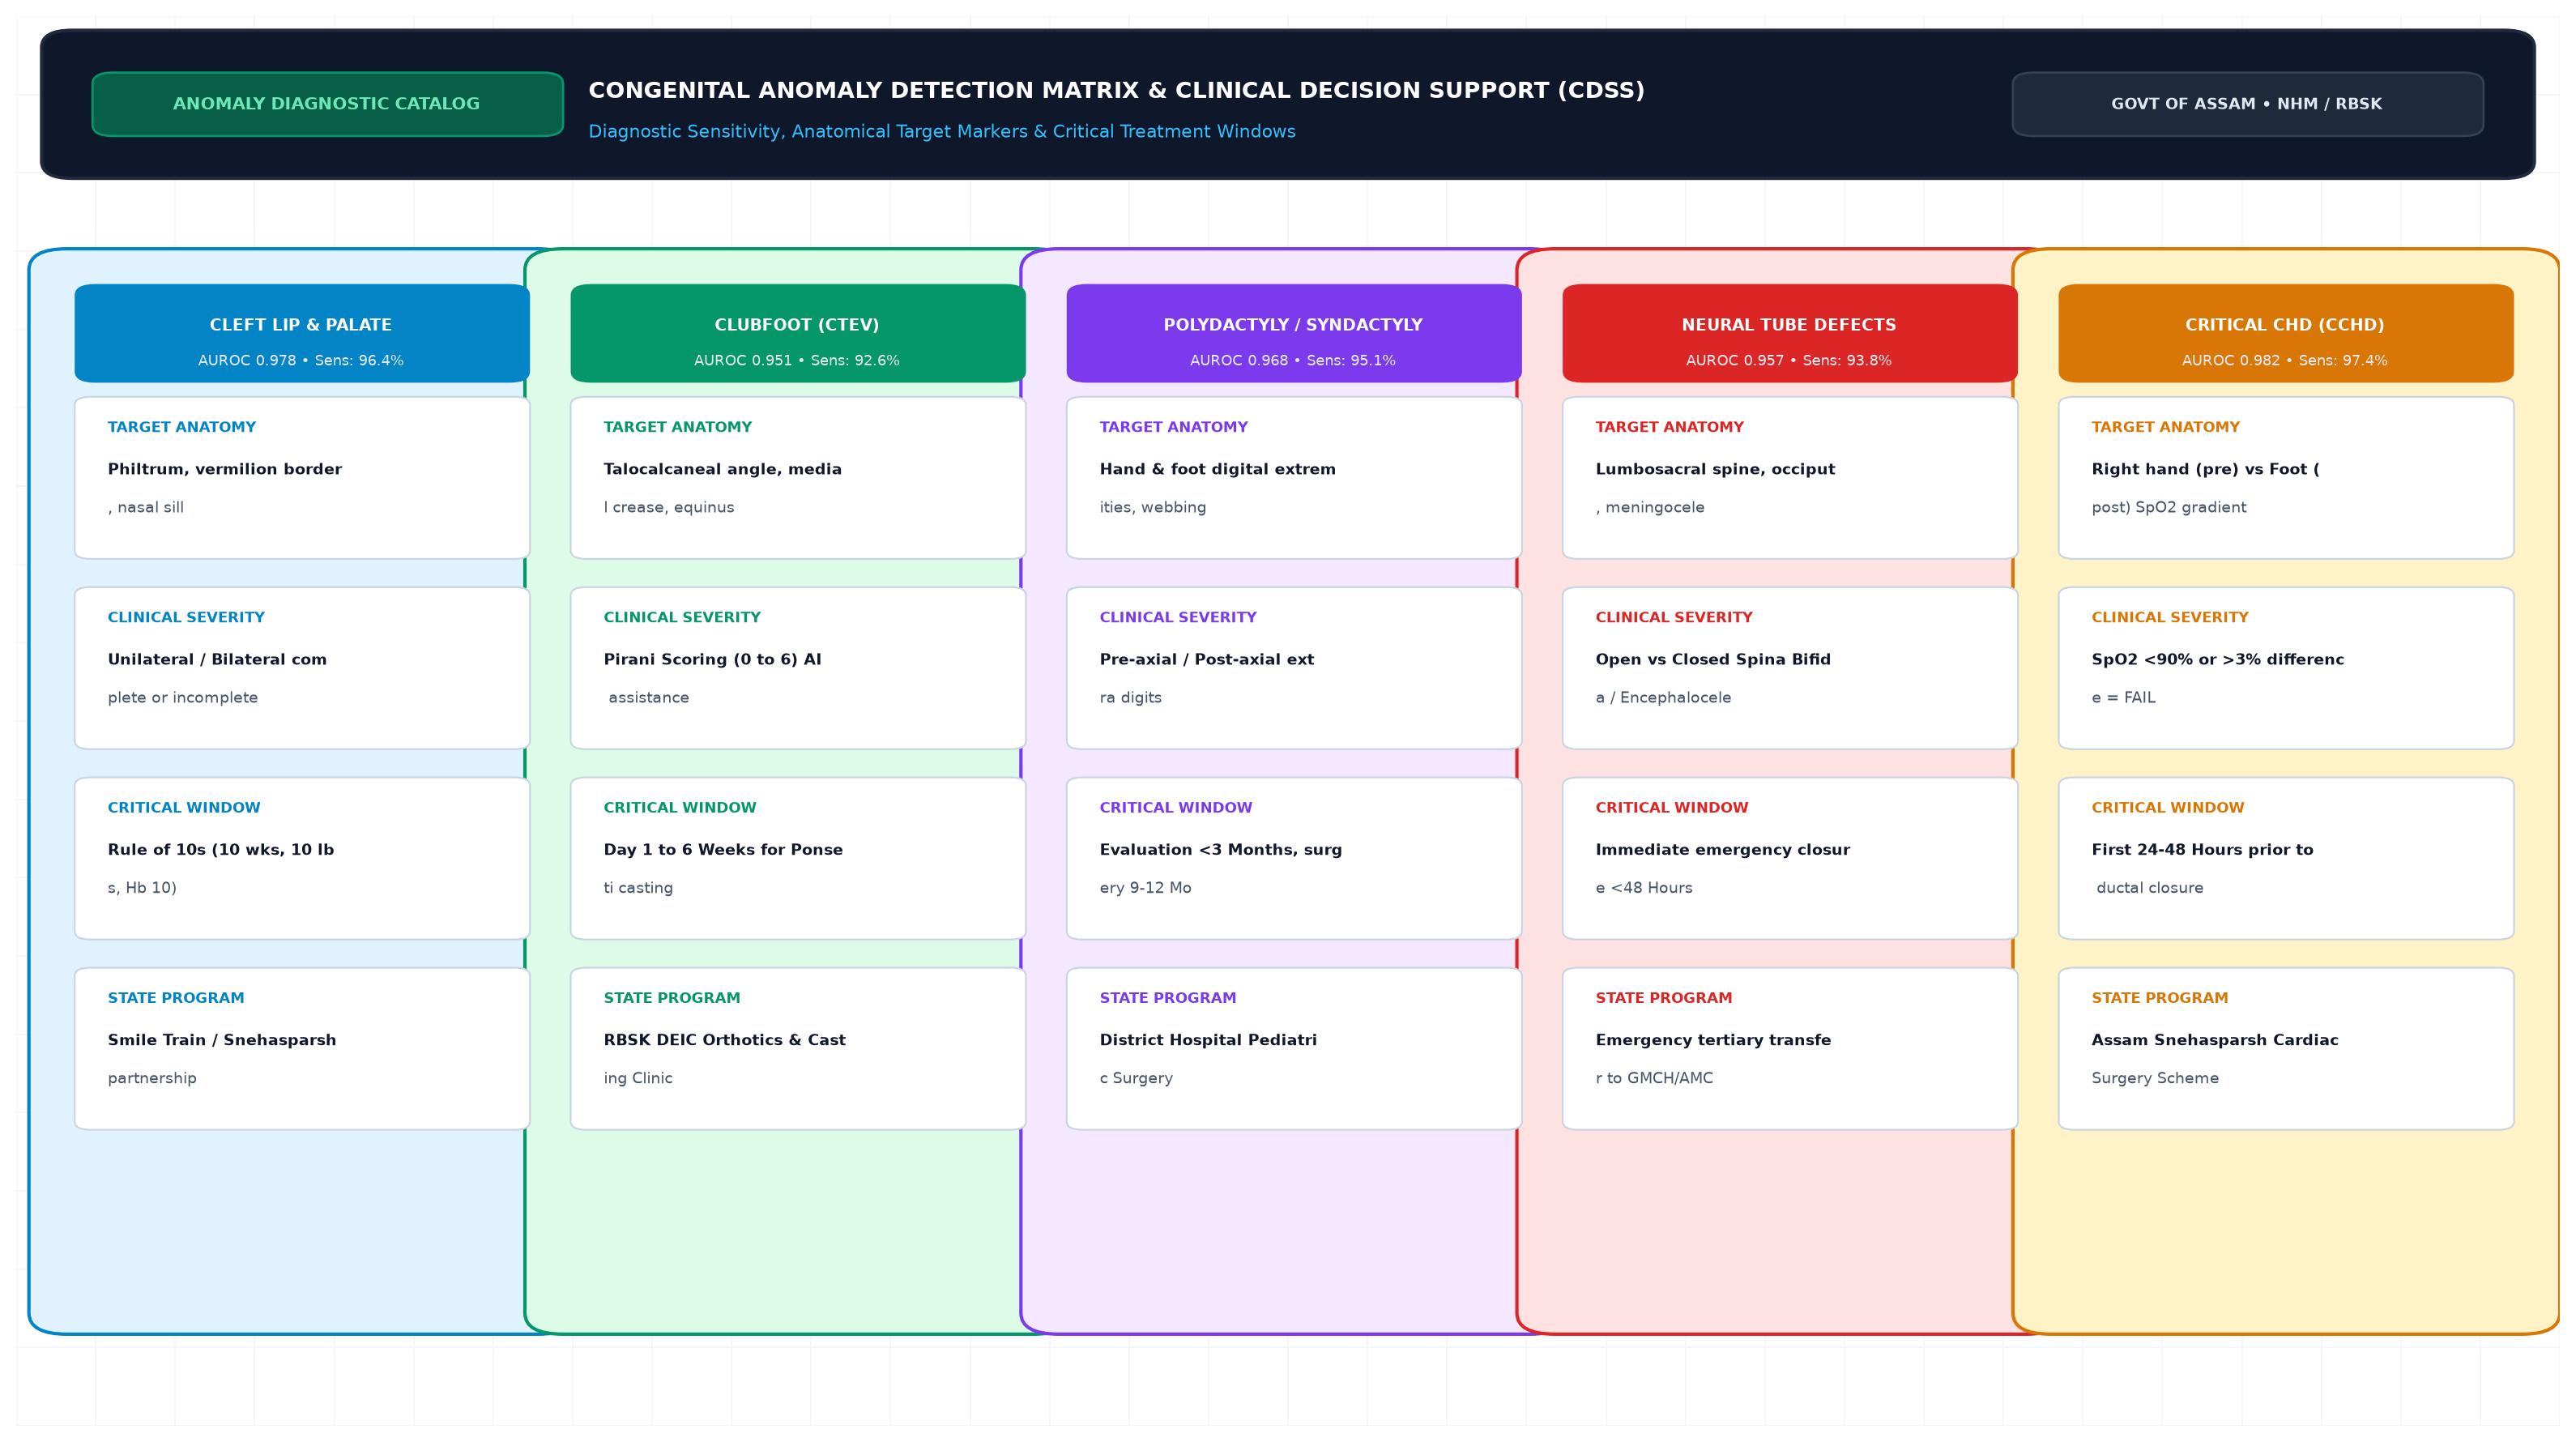 ANOMALY DIAGNOSTIC CATALOG
CONGENITAL ANOMALY DETECTION MATRIX & CLINICAL DECISION SUPPORT (CDSS)
Diagnostic Sensitivity, Anatomical Target Markers & Critical Treatment Windows
GOVT OF ASSAM • NHM / RBSK
CLEFT LIP & PALATE
AUROC 0.978 • Sens: 96.4%
TARGET ANATOMY
Philtrum, vermilion border
, nasal sill
CLINICAL SEVERITY
Unilateral / Bilateral com
plete or incomplete
CRITICAL WINDOW
Rule of 10s (10 wks, 10 lb
s, Hb 10)
STATE PROGRAM
Smile Train / Snehasparsh
partnership
CLUBFOOT (CTEV)
AUROC 0.951 • Sens: 92.6%
TARGET ANATOMY
Talocalcaneal angle, media
l crease, equinus
CLINICAL SEVERITY
Pirani Scoring (0 to 6) AI
assistance
CRITICAL WINDOW
Day 1 to 6 Weeks for Ponse
ti casting
STATE PROGRAM
RBSK DEIC Orthotics & Cast
ing Clinic
POLYDACTYLY / SYNDACTYLY
AUROC 0.968 • Sens: 95.1%
TARGET ANATOMY
Hand & foot digital extrem
ities, webbing
CLINICAL SEVERITY
Pre-axial / Post-axial ext
ra digits
CRITICAL WINDOW
Evaluation <3 Months, surg
ery 9-12 Mo
STATE PROGRAM
District Hospital Pediatri
c Surgery
NEURAL TUBE DEFECTS
AUROC 0.957 • Sens: 93.8%
TARGET ANATOMY
Lumbosacral spine, occiput
, meningocele
CLINICAL SEVERITY
Open vs Closed Spina Bifid
a / Encephalocele
CRITICAL WINDOW
Immediate emergency closur
e <48 Hours
STATE PROGRAM
Emergency tertiary transfe
r to GMCH/AMC
CRITICAL CHD (CCHD)
AUROC 0.982 • Sens: 97.4%
TARGET ANATOMY
Right hand (pre) vs Foot (
post) SpO2 gradient
CLINICAL SEVERITY
SpO2 <90% or >3% differenc
e = FAIL
CRITICAL WINDOW
First 24-48 Hours prior to
ductal closure
STATE PROGRAM
Assam Snehasparsh Cardiac
Surgery Scheme